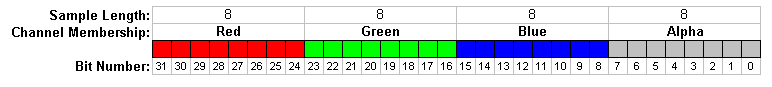 Sample Length: 8 8 8 8
Channel Membership: Red Green Blue Alpha
Bit Number: 31 30 29 28 27 26 25 24 23 22 21 20 19 18 17 16 15 14 13 12 11 10 9 8 7 6 5 4 3 2 1 0